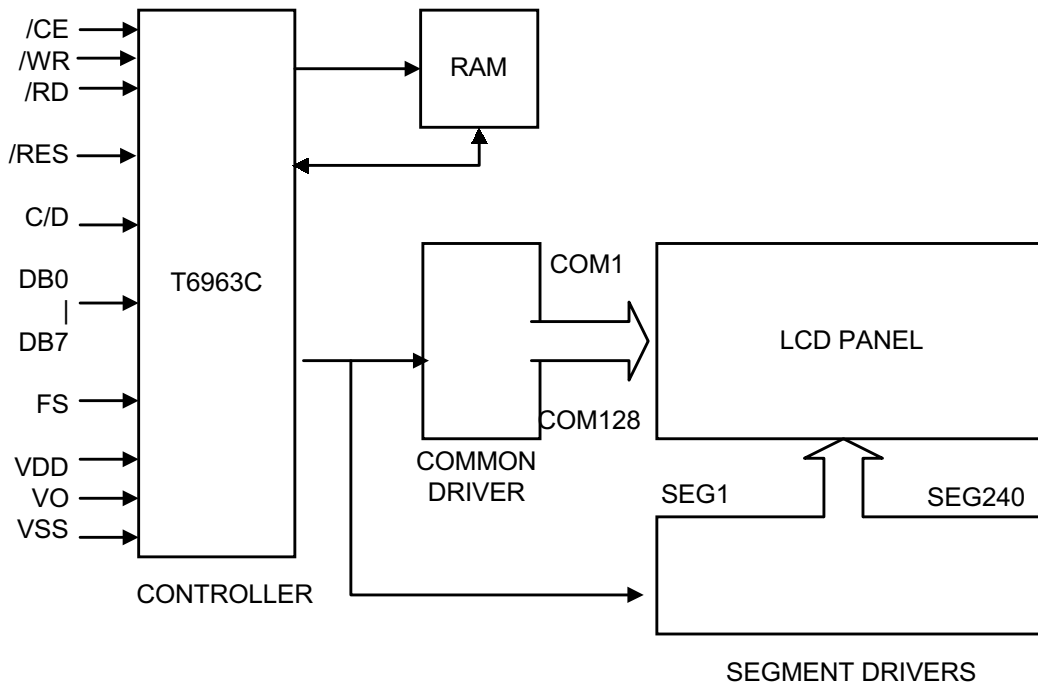 /CE
/WR
/RD
/RES
C/D
DB0
|
DB7
FS
VDD
VO
VSS
T6963C
CONTROLLER
RAM
COMMON
DRIVER
COM1
COM128
LCD PANEL
SEG1
SEG240
SEGMENT DRIVERS